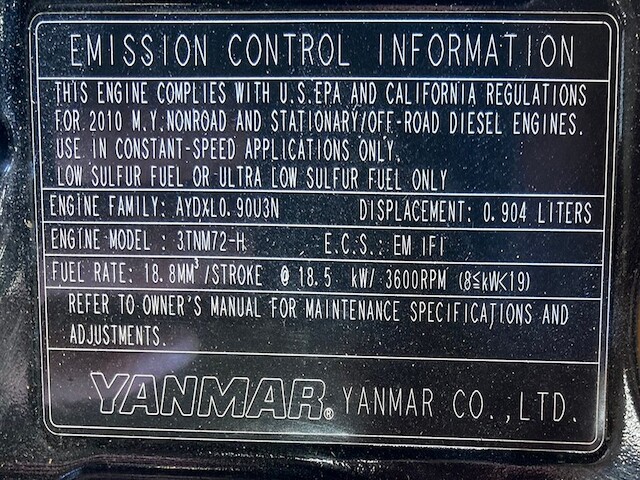 EMISSION CONTROL INFORMATION
THIS ENGINE COMPLIES WITH U.S.EPA AND CALIFORNIA REGULATIONS
FOR 2010 M.Y.NONROAD AND STATIONARY/OFF-ROAD DIESEL ENGINES.
USE IN CONSTANT-SPEED APPLICATIONS ONLY.
LOW SULFUR FUEL OR ULTRA LOW SULFUR FUEL ONLY
ENGINE FAMILY: AYDXL0.90U3N DISPLACEMENT: 0.904 LITERS
ENGINE MODEL : 3TNM72-H E.C.S.: EM IFI
FUEL RATE: 18.8MM³/STROKE @ 18.5 kW/ 3600RPM (8≦kW<19)
REFER TO OWNER'S MANUAL FOR MAINTENANCE SPECIFICATIONS AND
ADJUSTMENTS.
YANMAR® YANMAR CO.,LTD.